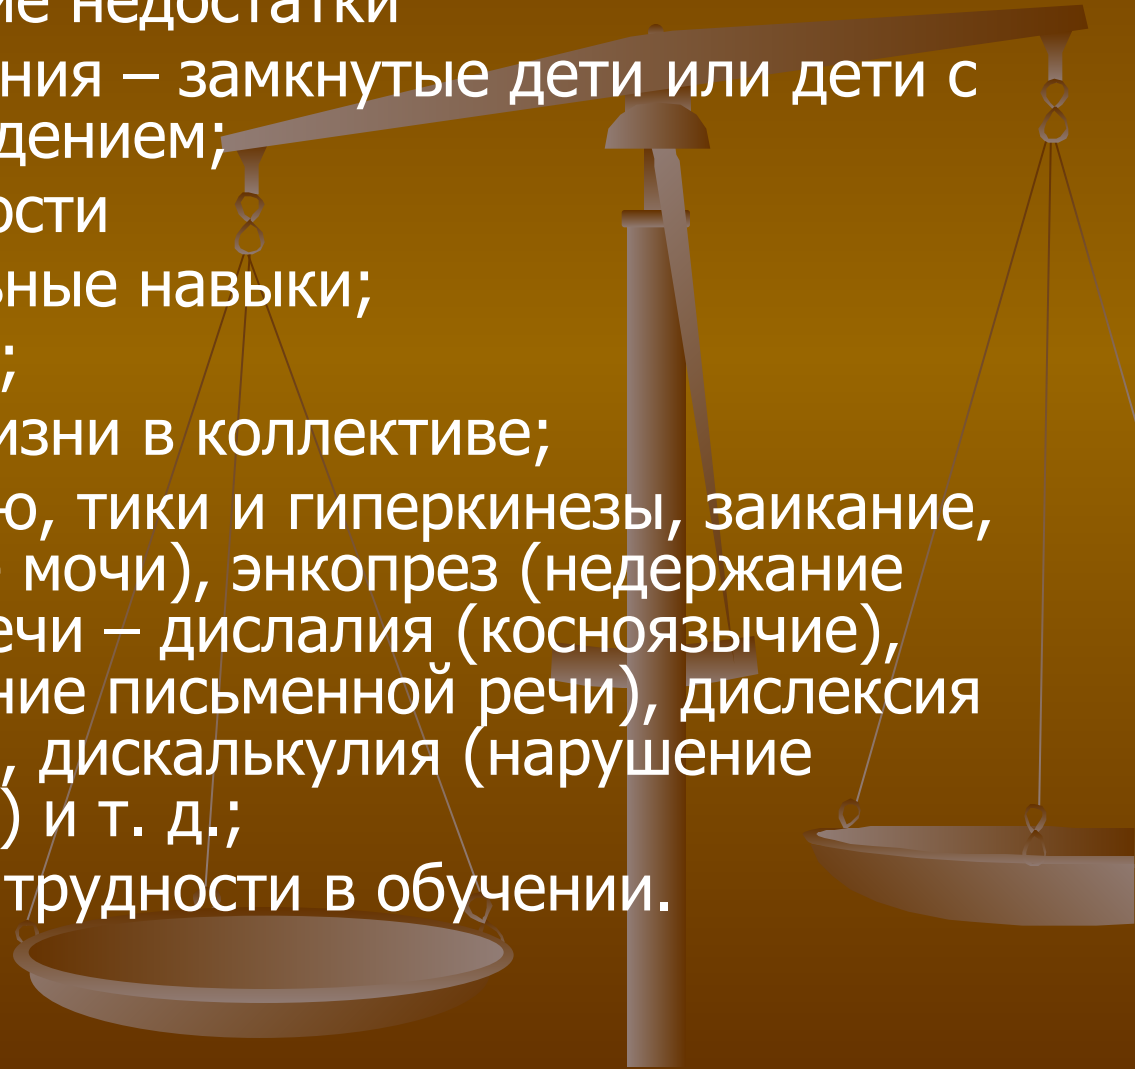 ие недостатки
ния – замкнутые дети или дети с
дением;
ости
ьные навыки;
;
изни в коллективе;
ю, тики и гиперкинезы, заикание,
мочи), энкопрез (недержание
ечи – дислалия (косноязычие),
ние письменной речи), дислексия
, дискалькулия (нарушение
) и т. д.;
трудности в обучении.